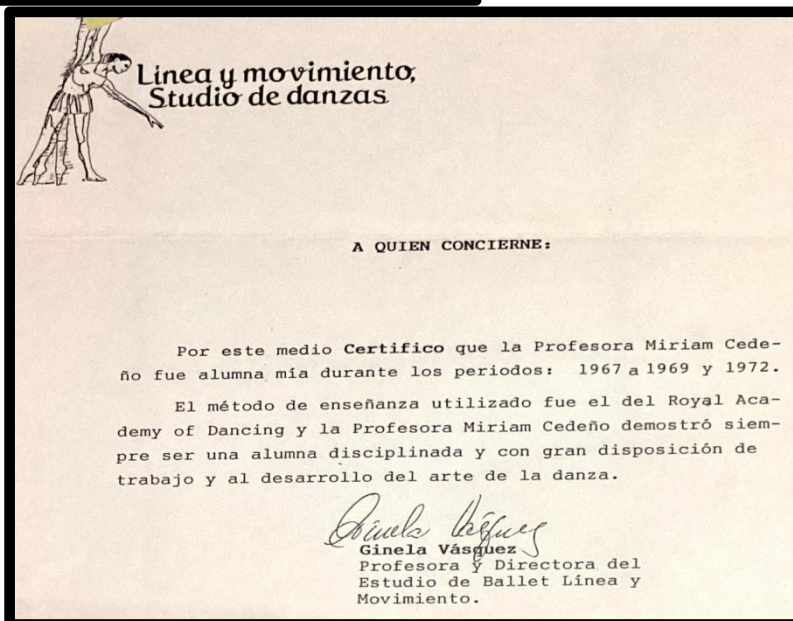 Linea y movimiento,
Studio de danzas
A QUIEN CONCIERNE:
Por este medio Certifico que la Profesora Miriam Cede-
ño fue alumna mía durante los periodos: 1967 a 1969 y 1972.
El método de enseñanza utilizado fue el del Royal Aca-
demy of Dancing y la Profesora Miriam Cedeño demostró siem-
pre ser una alumna disciplinada y con gran disposición de
trabajo y al desarrollo del arte de la danza.
Ginela Vásquez
Ginela Vásquez
Profesora y Directora del
Estudio de Ballet Línea y
Movimiento.